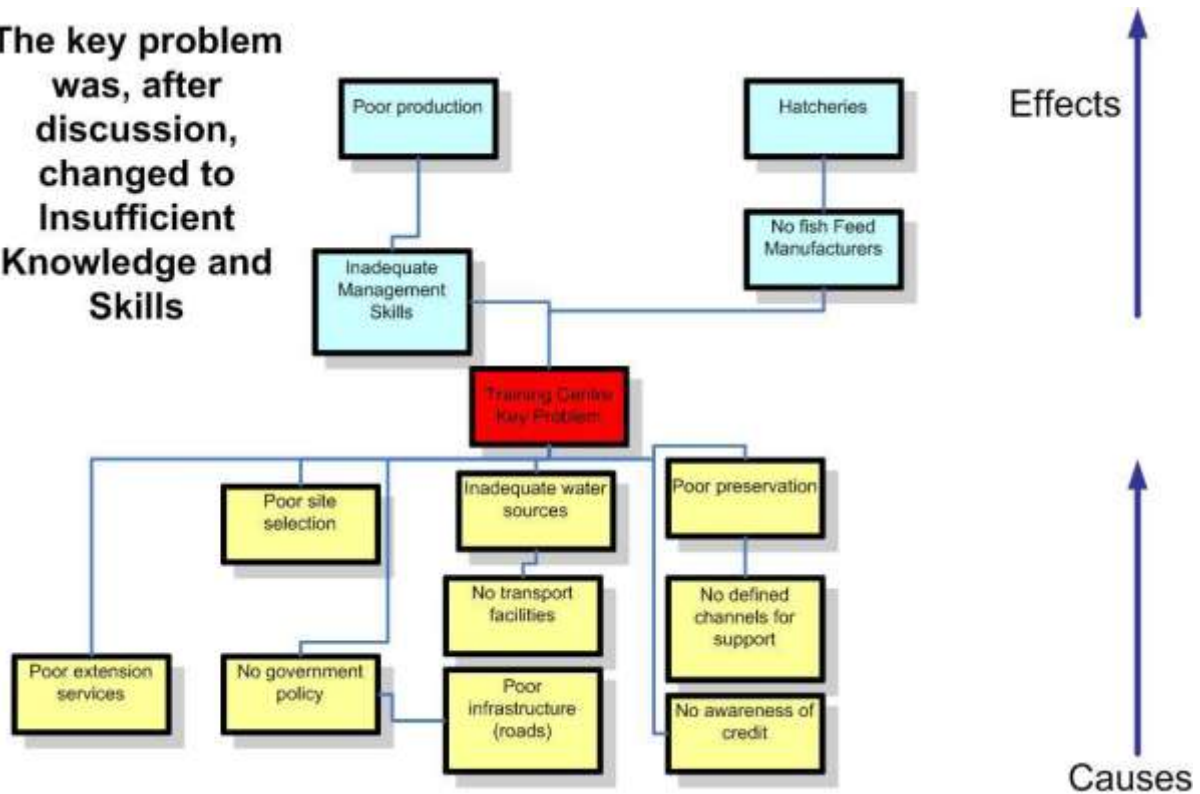 The key problem
was, after
discussion,
changed to
Insufficient
Knowledge and
Skills
Poor production
Hatcheries
Effects
No fish Feed
Manufacturers
Inadequate
Management
Skills
Training Centre
Key Problem
Poor site
selection
Inadequate water
sources
Poor preservation
No transport
facilities
No defined
channels for
support
Poor extension
services
No government
policy
Poor
infrastructure
(roads)
No awareness of
credit
Causes